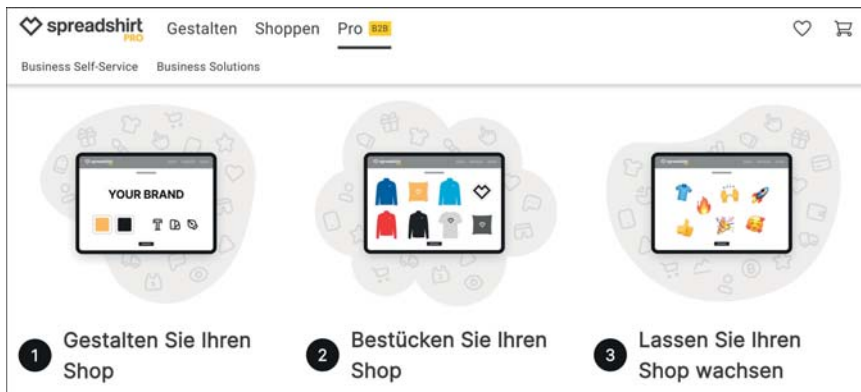 spreadshirt
PRO
Gestalten Shoppen Pro B2B
Business Self-Service Business Solutions
YOUR BRAND
1 Gestalten Sie Ihren
Shop
2 Bestücken Sie Ihren
Shop
3 Lassen Sie Ihren
Shop wachsen